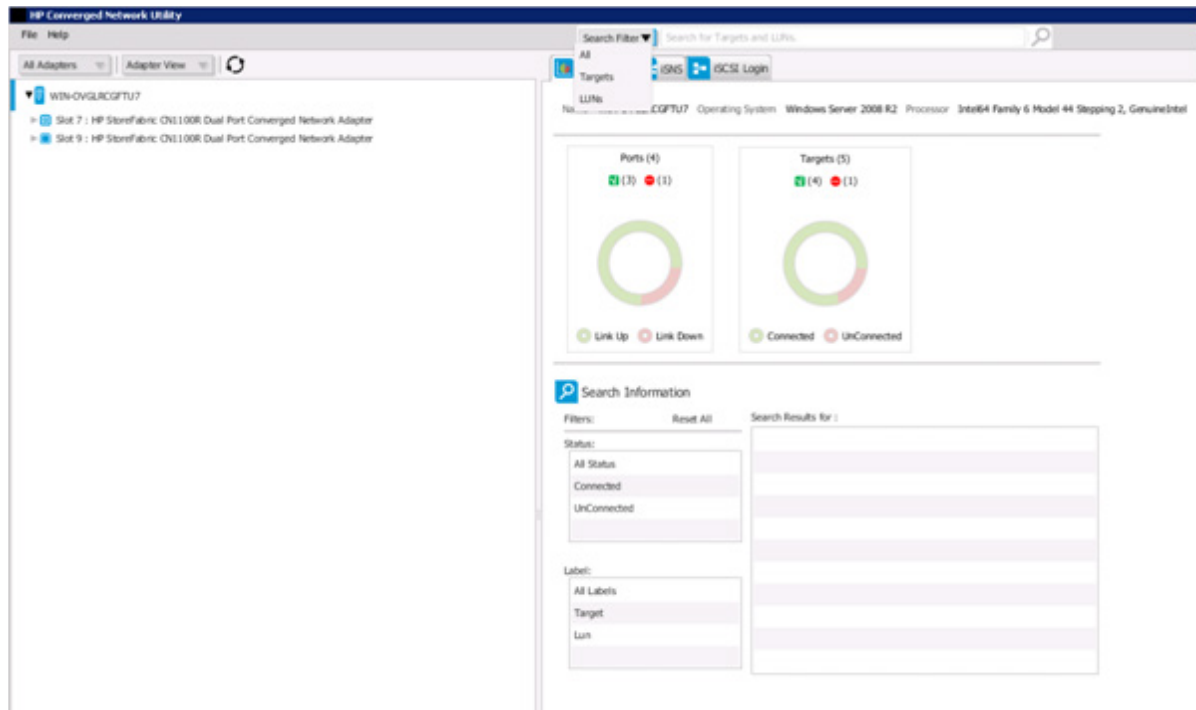 HP Converged Network Utility
File Help
Search Filter
Search for Targets and LUNs.
All
Targets
LUNs
All Adapters
Adapter View
iSNS
iSCSI Login
WIN-OVGLRCGFTU7
Slot 7 : HP StoreFabric CN1100R Dual Port Converged Network Adapter
Slot 9 : HP StoreFabric CN1100R Dual Port Converged Network Adapter
CGFTU7 Operating System Windows Server 2008 R2 Processor Intel64 Family 6 Model 44 Stepping 2, GenuineIntel
Ports (4)
(3) (1)
Link Up Link Down
Targets (5)
(4) (1)
Connected UnConnected
Search Information
Filters: Reset All
Status:
All Status
Connected
UnConnected
Label:
All Labels
Target
Lun
Search Results for :